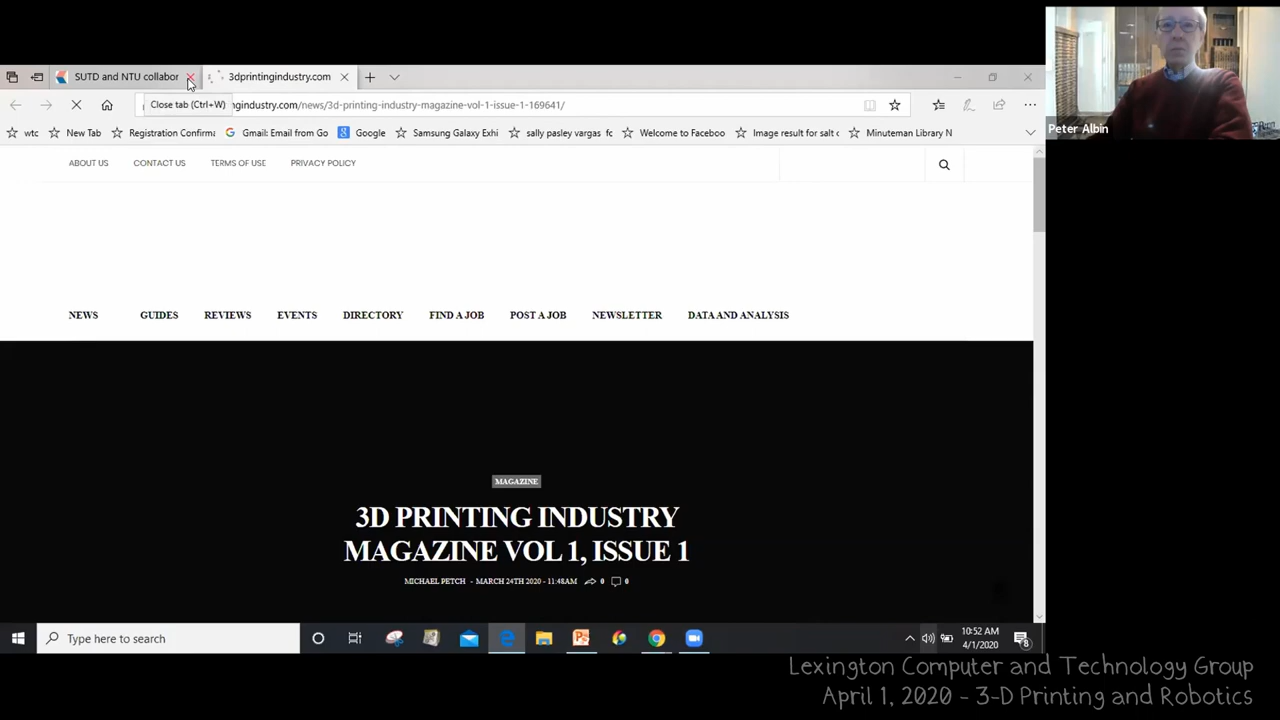 SUTD and NTU collabor
3dprintingindustry.com
Close tab (Ctrl+W)
ngindustry.com/news/3d-printing-industry-magazine-vol-1-issue-1-169641/
wtc
New Tab
Registration Confirma
Gmail: Email from Go
Google
Samsung Galaxy Exhi
sally pasley vargas fc
Welcome to Faceboo
Image result for salt c
Minuteman Library N
ABOUT US
CONTACT US
TERMS OF USE
PRIVACY POLICY
NEWS
GUIDES
REVIEWS
EVENTS
DIRECTORY
FIND A JOB
POST A JOB
NEWSLETTER
DATA AND ANALYSIS
MAGAZINE
3D PRINTING INDUSTRY
MAGAZINE VOL 1, ISSUE 1
MICHAEL PETCH - MARCH 24TH 2020 - 11:48AM 0 0
Peter Albin
Type here to search
10:52 AM
4/1/2020
8
Lexington Computer and Technology Group
April 1, 2020 - 3-D Printing and Robotics